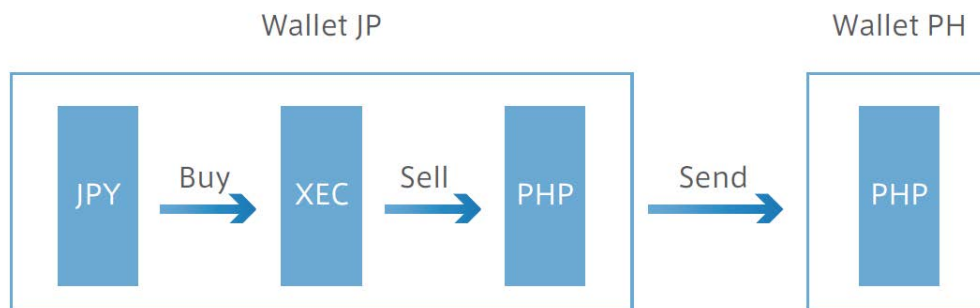 Wallet JP
Wallet PH
Buy
Sell
Send
JPY
XEC
PHP
PHP